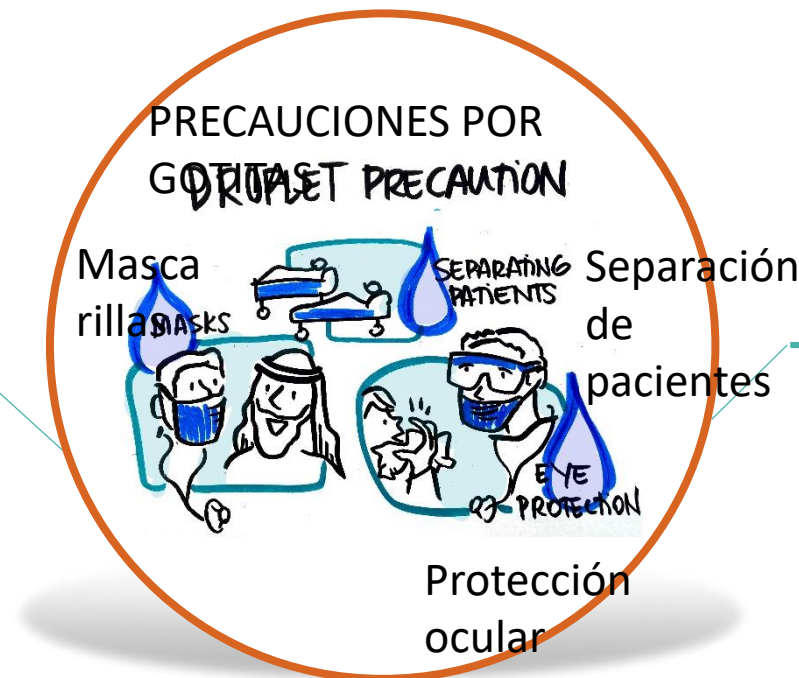 PRECAUCIONES POR
GOTITAS
DROPLET PRECAUTION
Masca
rillas
MASKS
SEPARATING
PATIENTS
Separación
de
pacientes
EYE
PROTECTION
Protección
ocular